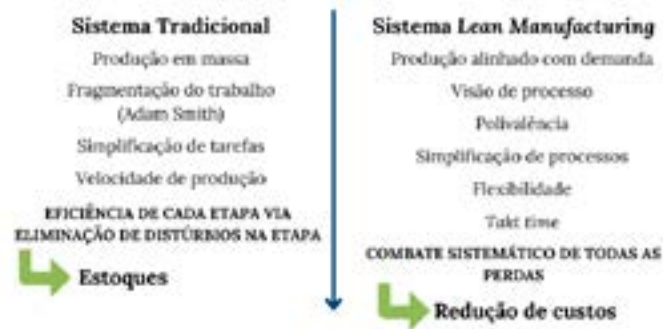 Sistema Tradicional
Produção em massa
Fragmentação do trabalho
(Adam Smith)
Simplificação de tarefas
Velocidade de produção
EFICIÊNCIA DE CADA ETAPA VIA
ELIMINAÇÃO DE DISTÚRBIOS NA ETAPA
Estoques
Sistema Lean Manufacturing
Produção alinhado com demanda
Visão de processo
Polivalência
Simplificação de processos
Flexibilidade
Takt time
COMBATE SISTEMÁTICO DE TODAS AS
PERDAS
Redução de custos